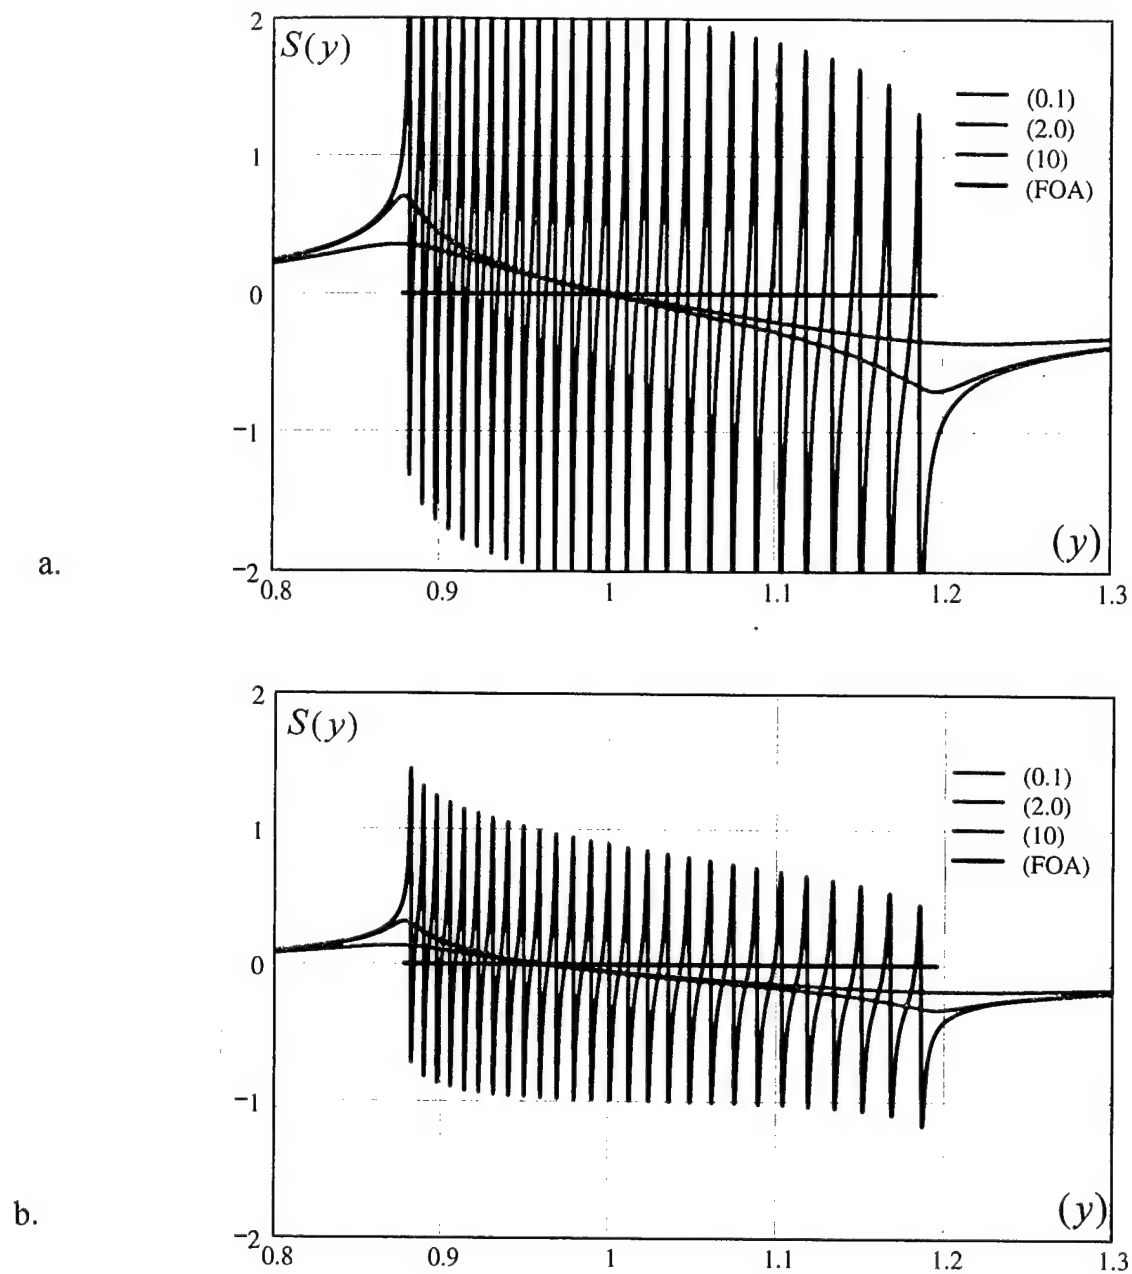 2
S(y)
(0.1)
(2.0)
(10)
(FOA)
1
0
−1
(y)
a.
−2
0.8 0.9 1 1.1 1.2 1.3
2
S(y)
(0.1)
(2.0)
(10)
(FOA)
1
0
−1
(y)
b.
−2
0.8 0.9 1 1.1 1.2 1.3